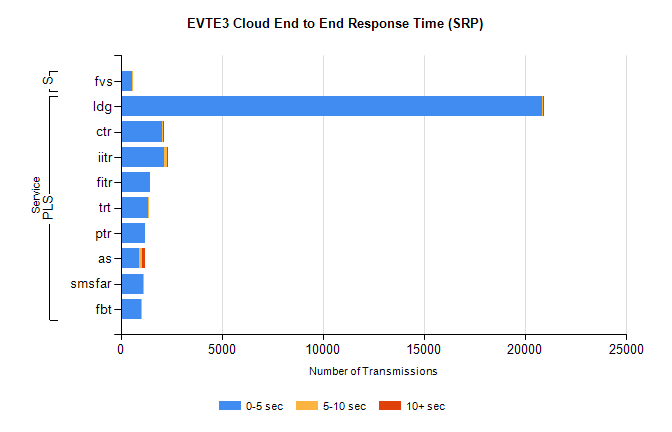 EVTE3 Cloud End to End Response Time (SRP)
Service
S
PLS
fvs
ldg
ctr
iitr
fitr
trt
ptr
as
smsfar
fbt
0 5000 10000 15000 20000 25000
Number of Transmissions
0-5 sec 5-10 sec 10+ sec